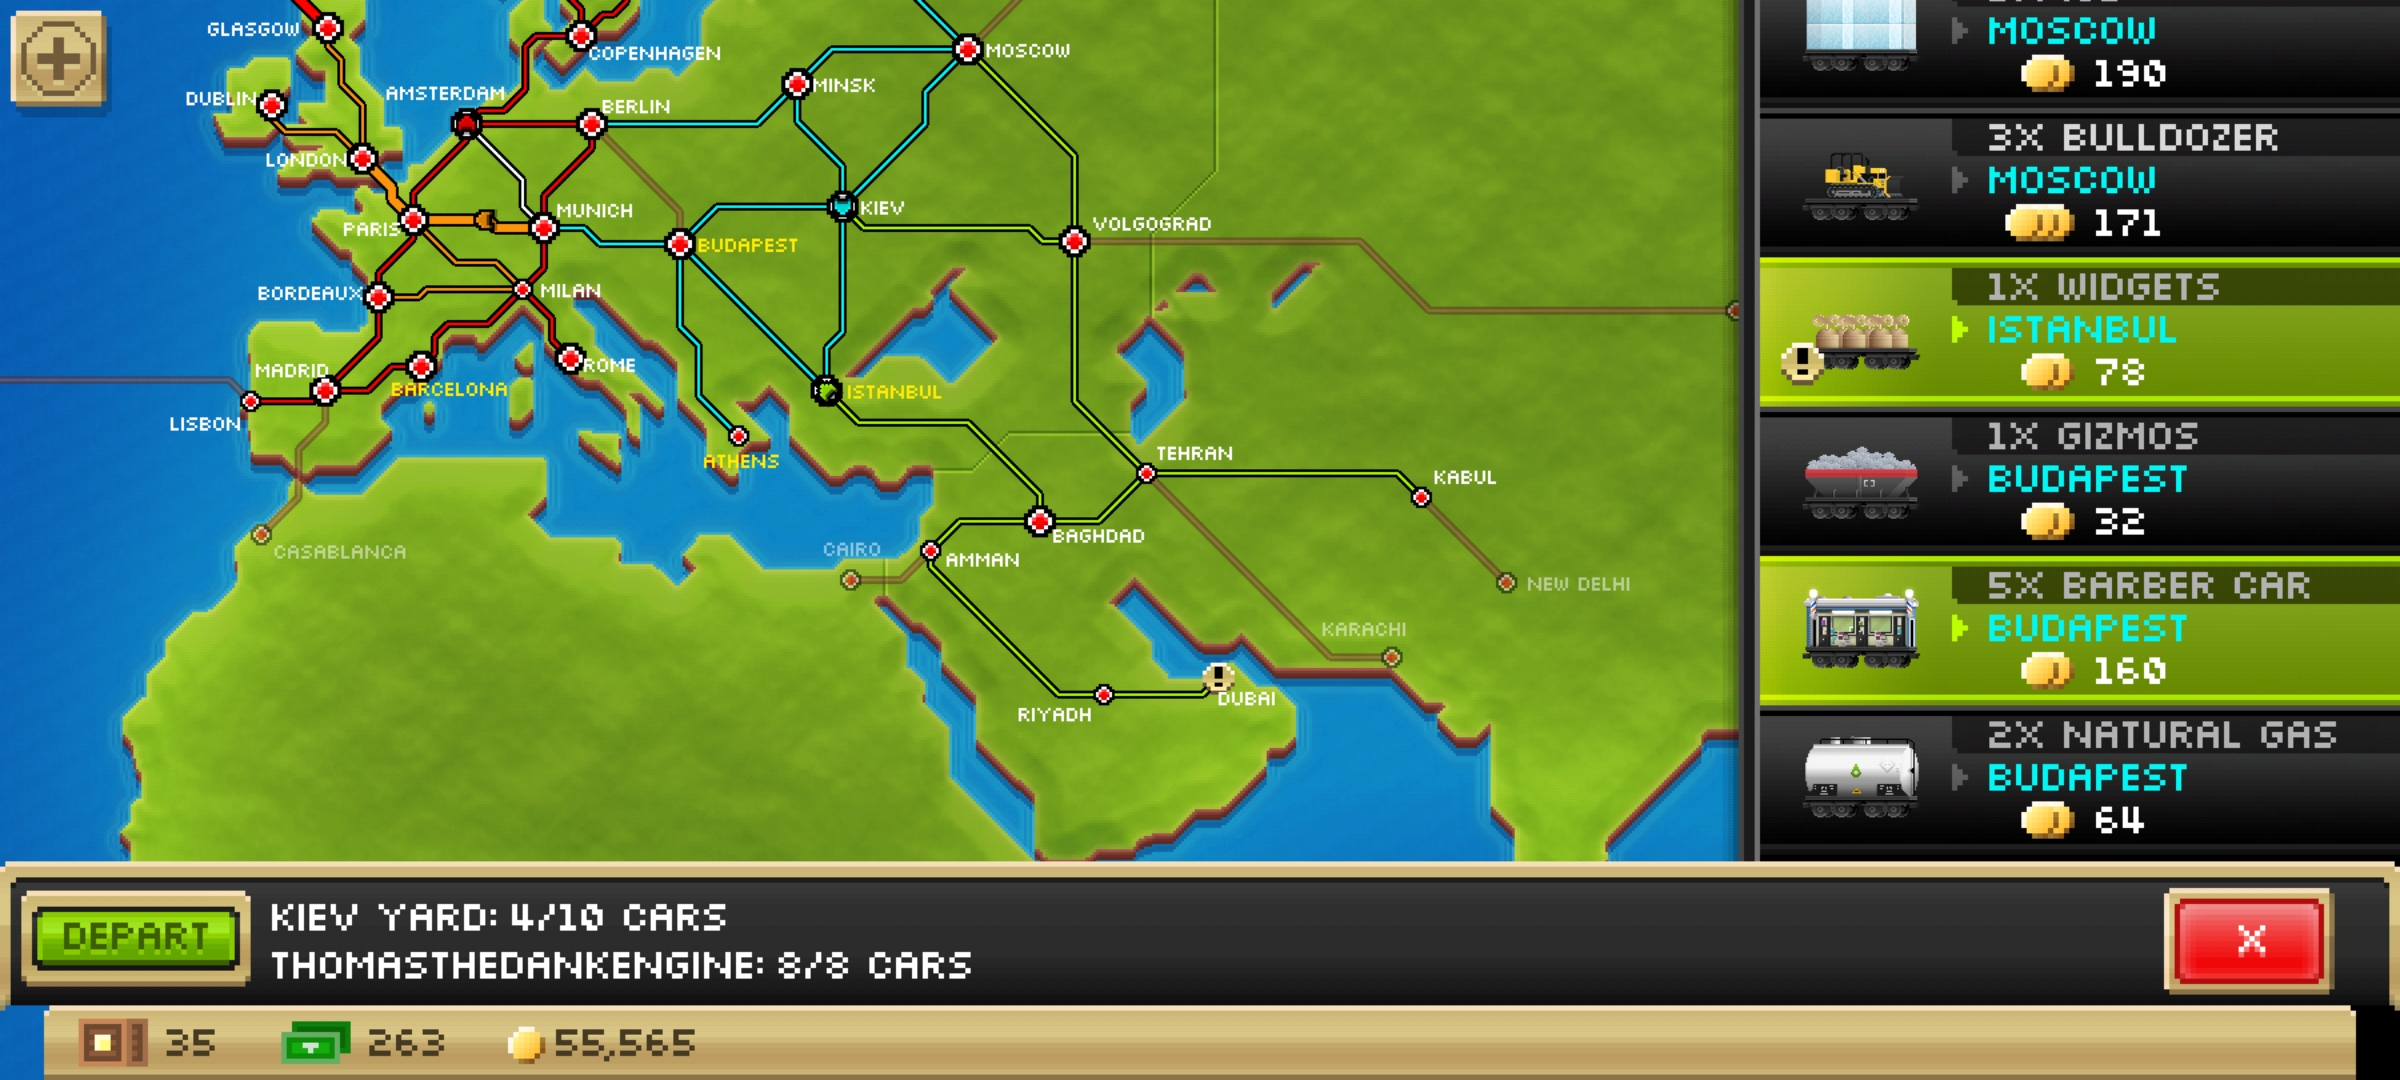 GLASGOW
COPENHAGEN
MOSCOW
MINSK
DUBLIN
AMSTERDAM
BERLIN
LONDON
PARIS
MUNICH
KIEV
BUDAPEST
VOLGOGRAD
BORDEAUX
MILAN
MADRID
BARCELONA
ROME
ISTANBUL
LISBON
ATHENS
TEHRAN
KABUL
CASABLANCA
CAIRO
AMMAN
BAGHDAD
NEW DELHI
KARACHI
RIYADH
DUBAI
MOSCOW
190
3X BULLDOZER
MOSCOW
171
1X WIDGETS
ISTANBUL
78
1X GIZMOS
BUDAPEST
32
5X BARBER CAR
BUDAPEST
160
2X NATURAL GAS
BUDAPEST
64
DEPART
KIEV YARD: 4/10 CARS
THOMASTHEDANKENGINE: 8/8 CARS
X
35
263
55,565